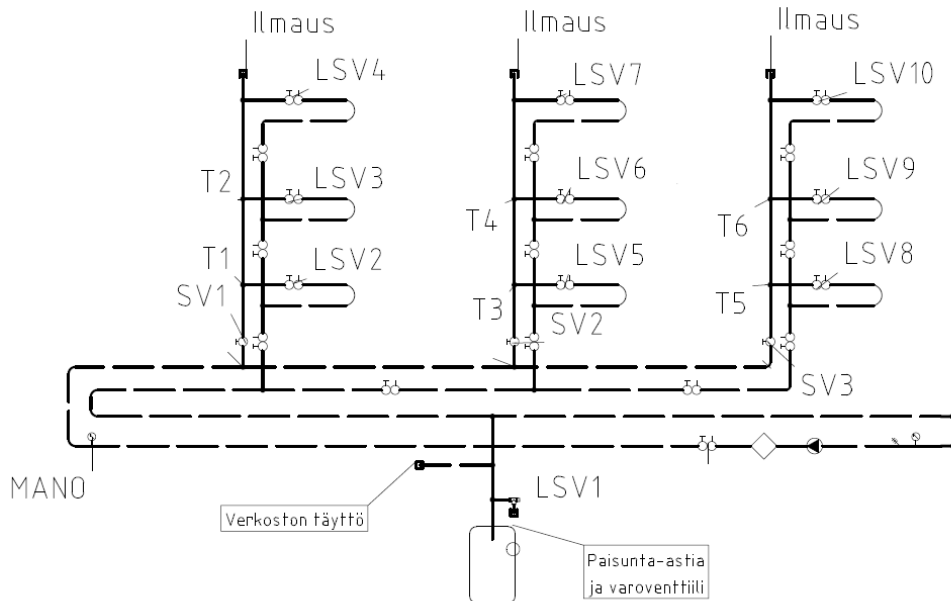 Ilmaus
Ilmaus
Ilmaus
LSV4
LSV7
LSV10
T2
LSV3
T4
LSV6
T6
LSV9
T1
LSV2
T3
LSV5
T5
LSV8
SV1
SV2
SV3
MANO
LSV1
Verkoston täyttö
Paisunta-astia
ja varoventtiili